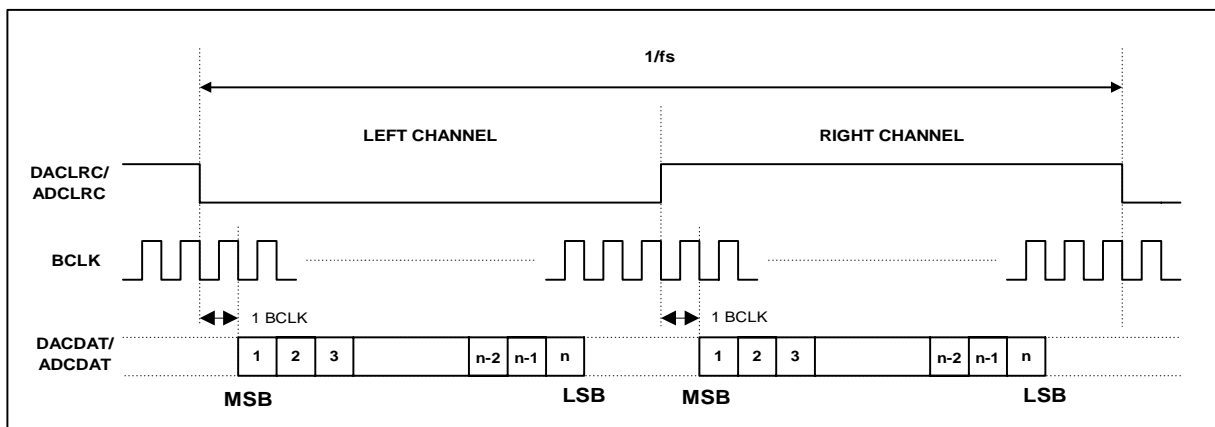 1/fs
LEFT CHANNEL
RIGHT CHANNEL
DACLRC/
ADCLRC
BCLK
1 BCLK
1 BCLK
DACDAT/
ADCDAT
1 2 3 n-2 n-1 n
1 2 3 n-2 n-1 n
MSB
LSB
MSB
LSB